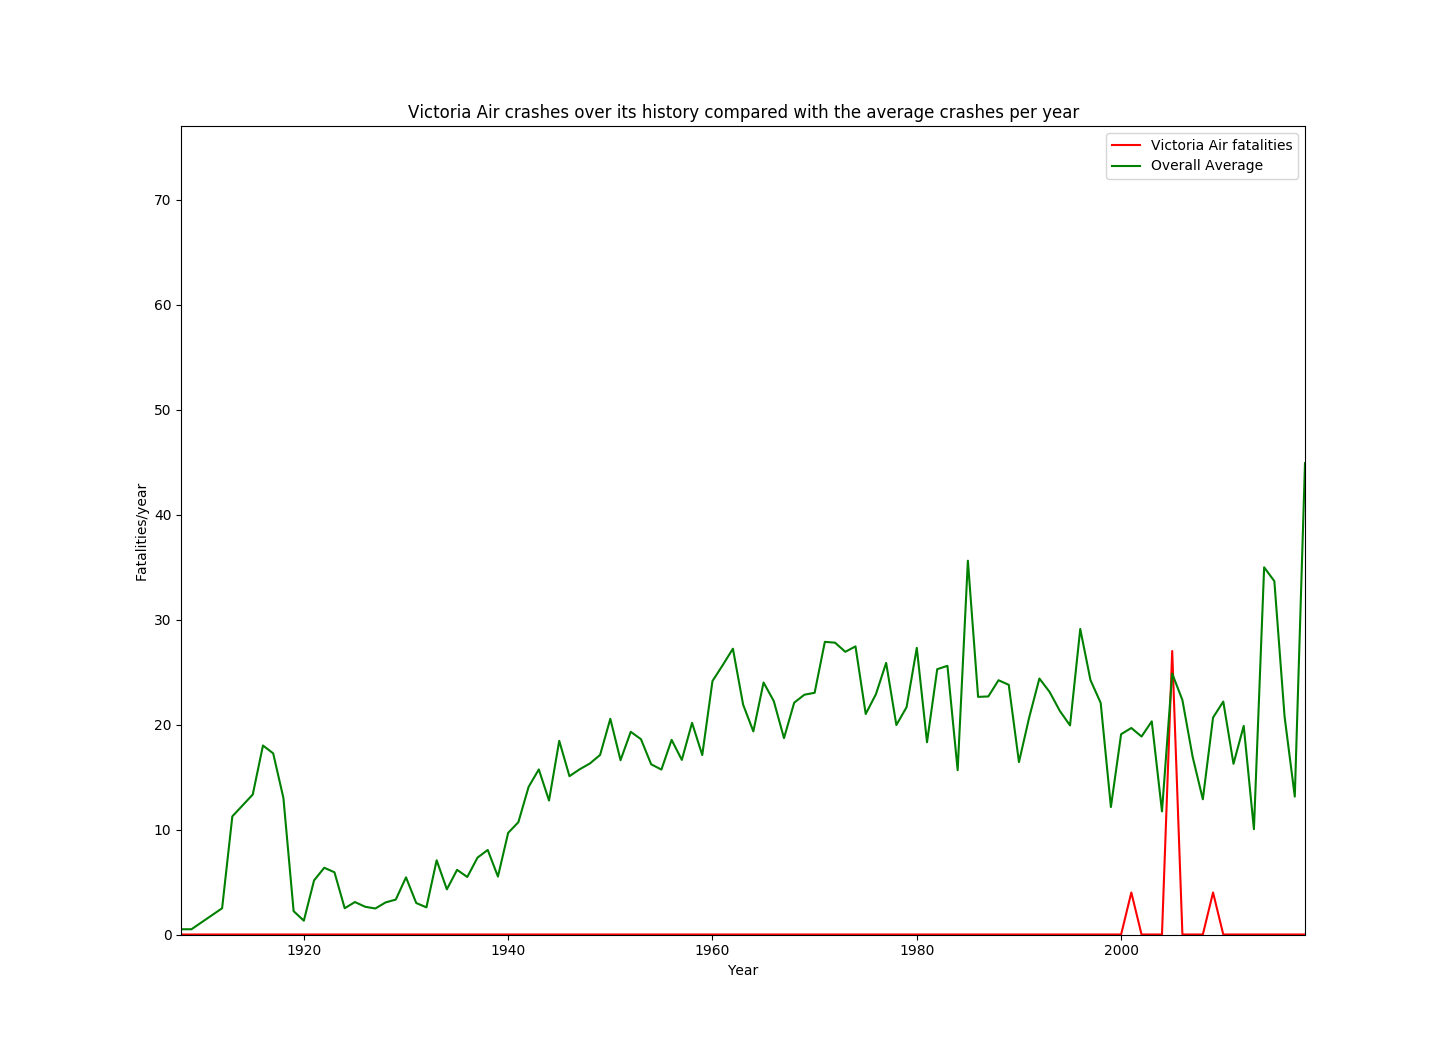 Victoria Air crashes over its history compared with the average crashes per year
Victoria Air fatalities
Overall Average
70
60
50
40
30
20
10
0
Fatalities/year
1920 1940 1960 1980 2000
Year